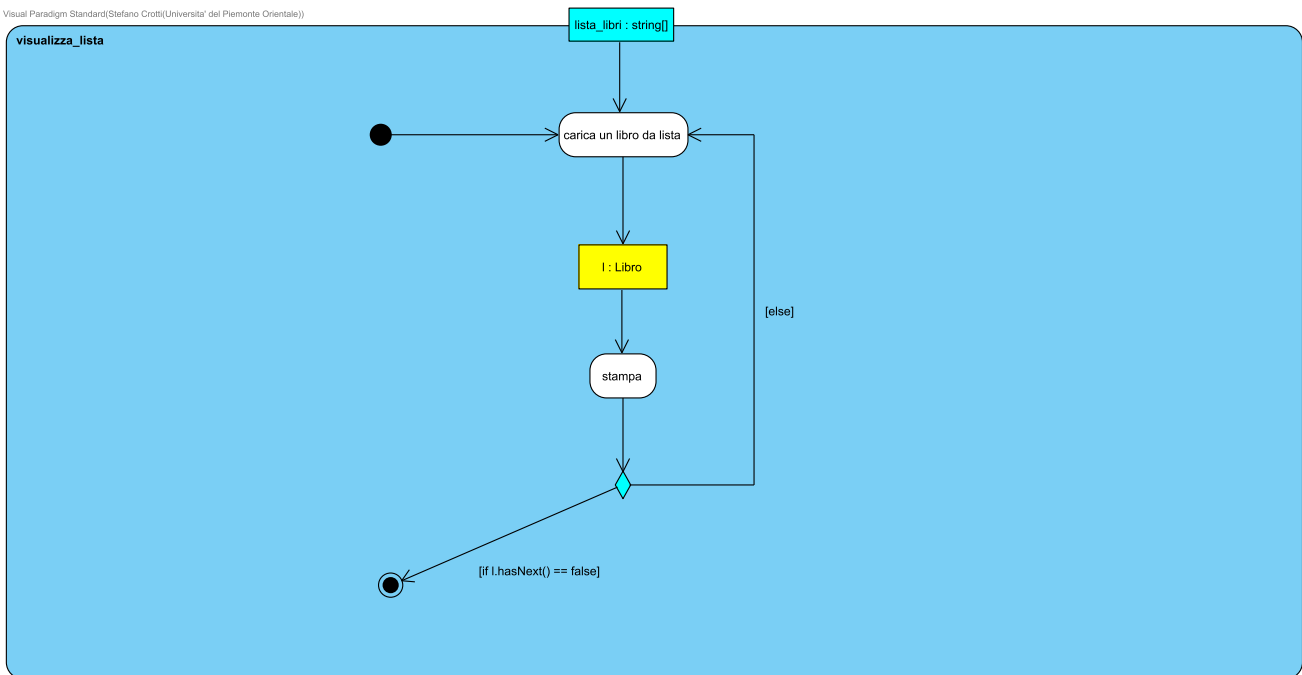 Visual Paradigm Standard(Stefano Crotti(Universita' del Piemonte Orientale))
lista_libri : string[]
visualizza_lista
carica un libro da lista
l : Libro
[else]
stampa
[if l.hasNext() == false]